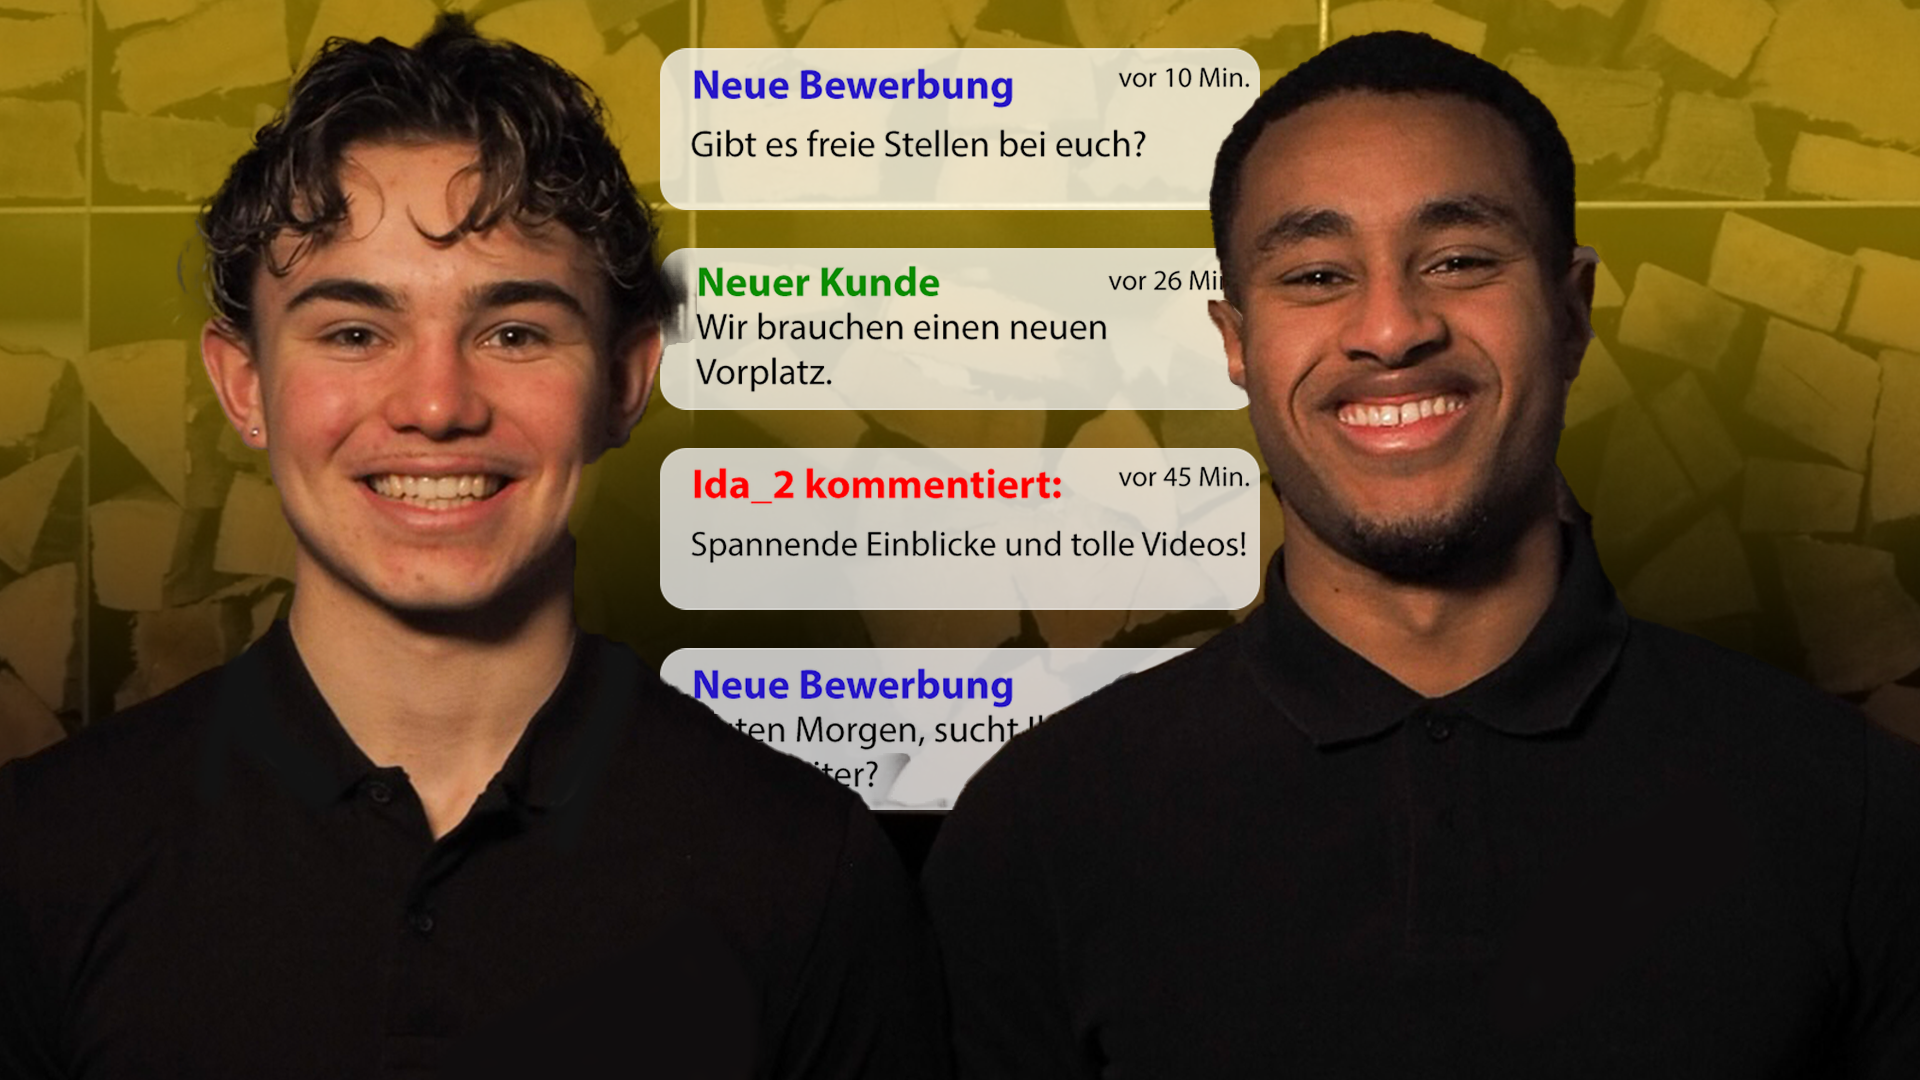 Neue Bewerbung
vor 10 Min.
Gibt es freie Stellen bei euch?
Neuer Kunde
vor 26
Wir brauchen einen neuen
Vorplatz.
Ida_2 kommentiert:
vor 45 Min.
Spannende Einblicke und tolle Videos!
Neue Bewerbung
Morgen, sucht